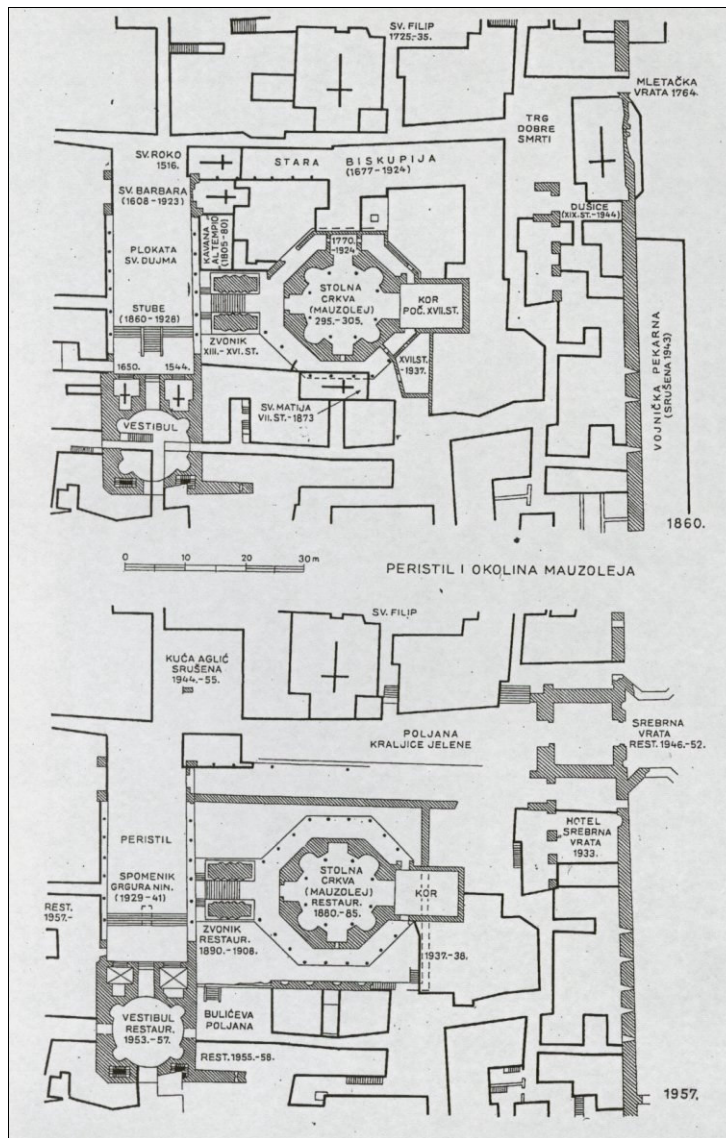 SV. FILIP
1725-35.
MLETAČKA
VRATA 1764.
TRG
DOBRE
SMRTI
SV. ROKO
1516.
STARA BISKUPIJA
(1677-1924)
SV. BARBARA
(1608-1923)
KAVANA
AL TEMPIO
(1805-80)
DUŠICE
(XIX. ST.-1944)
PLOKATA
SV. DUJMA
1770.-
1924
STOLNA
CRKVA
(MAUZOLEJ)
295.-305.
KOR
POČ. XVII. ST.
STUBE
(1860-1928)
ZVONIK
XIII.-XVI. ST.
XVII. ST.-
1937.
VOJNIČKA PEKARNA
(SRUŠENA 1943)
1650.
1544.
SV. MATIJA
VII. ST.-1873
VESTIBUL
1860.
0 10 20 30 m
PERISTIL I OKOLINA MAUZOLEJA
SV. FILIP
KUĆA AGLIĆ
SRUŠENA
1944.-55.
POLJANA
KRALJICE JELENE
SREBRNA
VRATA
REST. 1946.-52.
PERISTIL
HOTEL
SREBRNA
VRATA
1933.
SPOMENIK
GRGURA NIN.
(1929-41)
STOLNA
CRKVA
(MAUZOLEJ)
RESTAUR.
1880.-85.
KOR
REST.
1957.-
ZVONIK
RESTAUR.
1890.-1908.
1937.-38.
VESTIBUL
RESTAUR.
1953.-57.
BULIĆEVA
POLJANA
REST. 1955.-58.
1957.